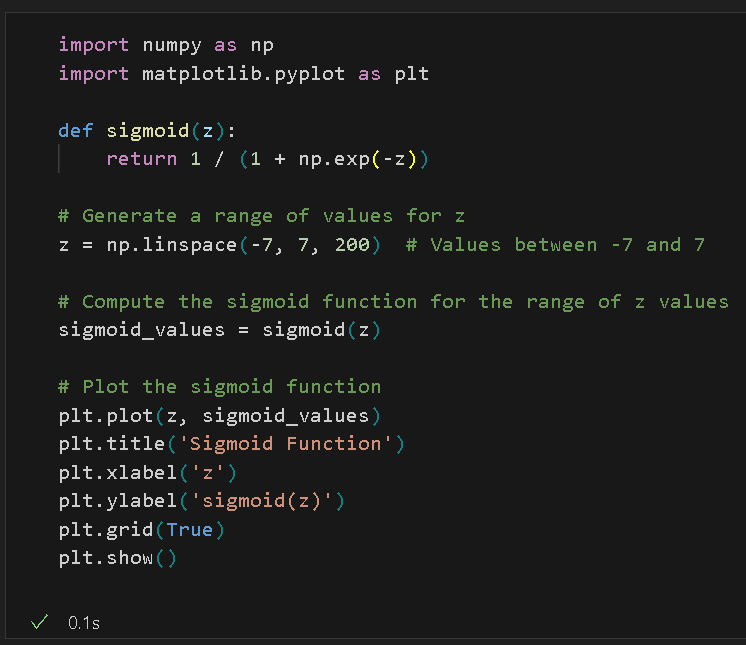 import numpy as np
import matplotlib.pyplot as plt

def sigmoid(z):
    return 1 / (1 + np.exp(-z))

# Generate a range of values for z
z = np.linspace(-7, 7, 200)  # Values between -7 and 7

# Compute the sigmoid function for the range of z values
sigmoid_values = sigmoid(z)

# Plot the sigmoid function
plt.plot(z, sigmoid_values)
plt.title('Sigmoid Function')
plt.xlabel('z')
plt.ylabel('sigmoid(z)')
plt.grid(True)
plt.show()

0.1s